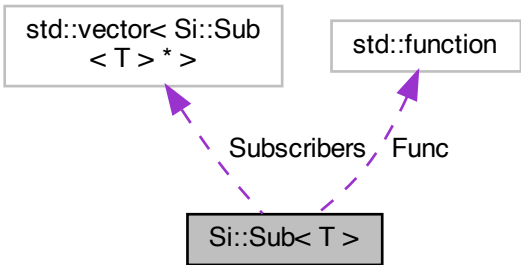 std::vector< Si::Sub
< T > * >
std::function
Subscribers
Func
Si::Sub< T >